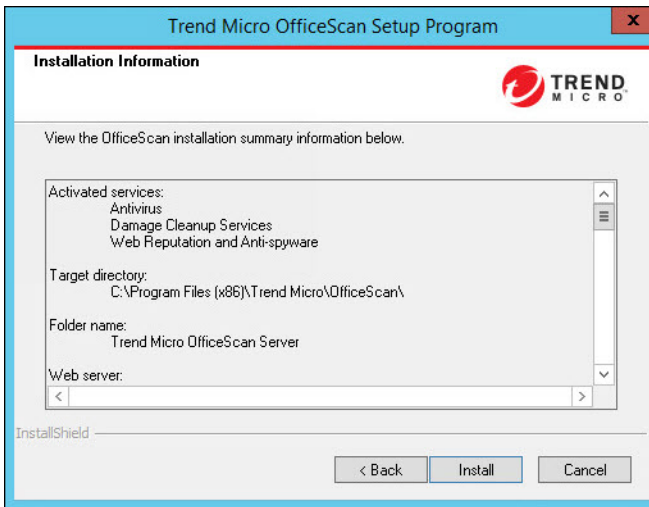 Trend Micro OfficeScan Setup Program
x
Installation Information
TREND
MICRO
View the OfficeScan installation summary information below.
Activated services:
Antivirus
Damage Cleanup Services
Web Reputation and Anti-spyware
Target directory:
C:\Program Files (x86)\Trend Micro\OfficeScan\
Folder name:
Trend Micro OfficeScan Server
Web server:
InstallShield
< Back
Install
Cancel